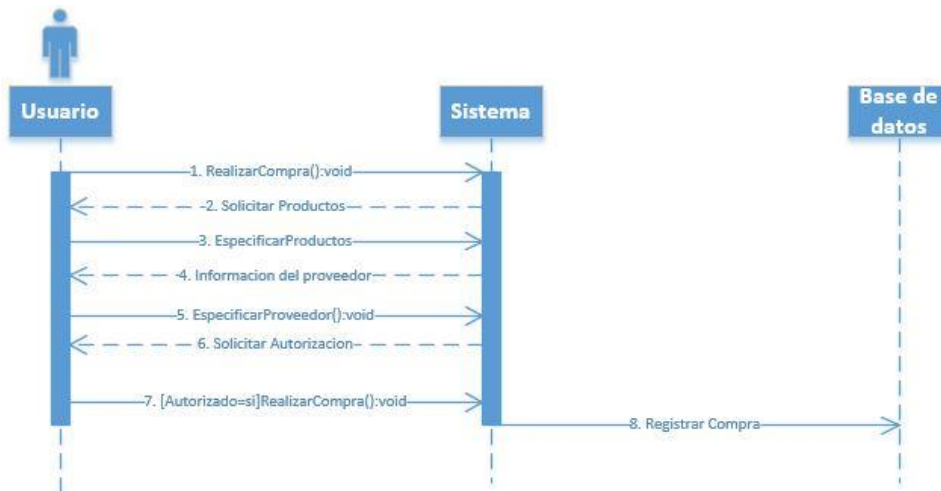 Usuario
Sistema
Base de
datos
1. RealizarCompra():void
2. Solicitar Productos
3. EspecificarProductos
4. Informacion del proveedor
5. EspecificarProveedor():void
6. Solicitar Autorizacion
7. [Autorizado=si]RealizarCompra():void
8. Registrar Compra